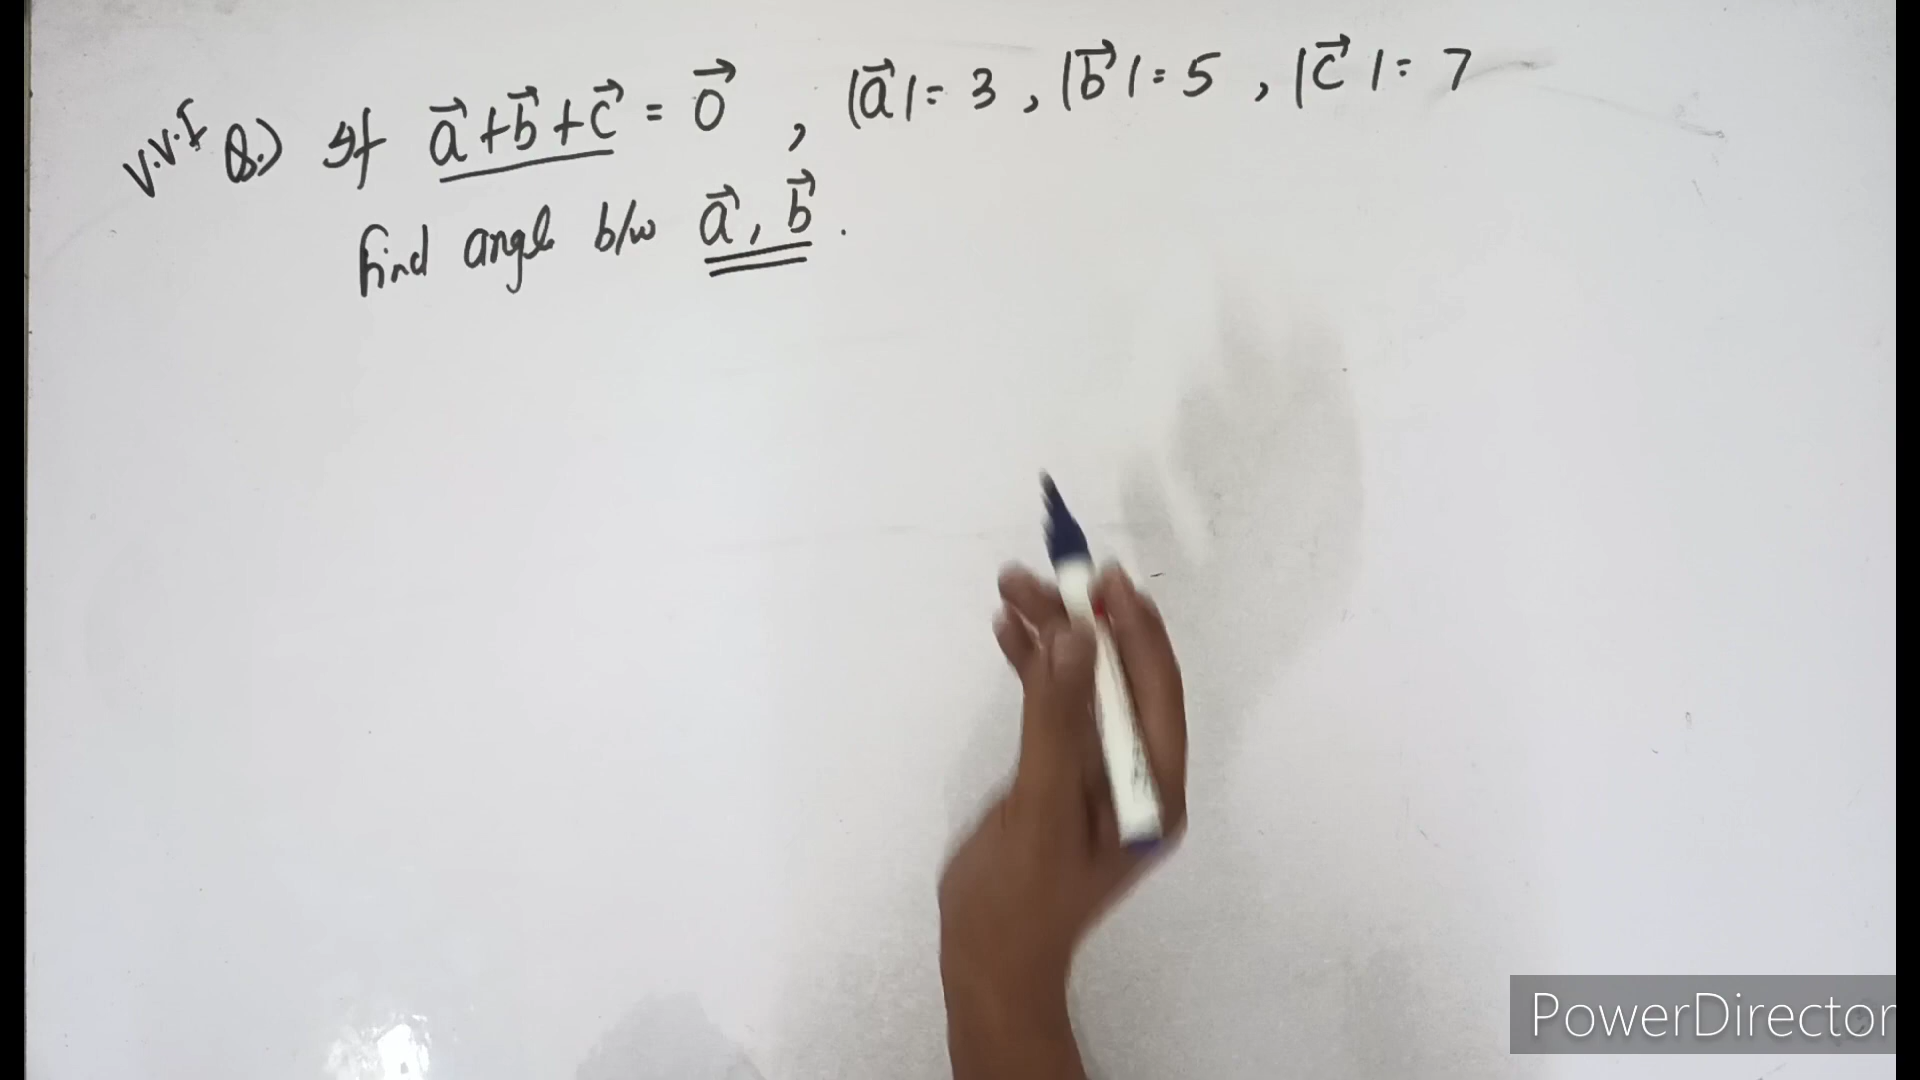 V.V.I Q.) If a⃗ + b⃗ + c⃗ = 0⃗ , |a⃗| = 3 , |b⃗| = 5 , |c⃗| = 7
find angle b/w a⃗ , b⃗ .
PowerDirector